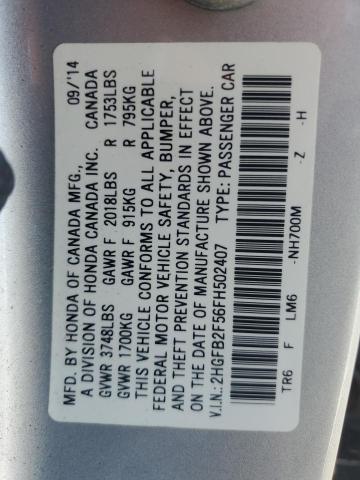 MFD. BY HONDA OF CANADA MFG., 09/'14
A DIVISION OF HONDA CANADA INC. CANADA
GVWR 3748LBS GAWR F 2018LBS R 1753LBS
GVWR 1700KG GAWR F 915KG R 795KG
THIS VEHICLE CONFORMS TO ALL APPLICABLE
FEDERAL MOTOR VEHICLE SAFETY, BUMPER,
AND THEFT PREVENTION STANDARDS IN EFFECT
ON THE DATE OF MANUFACTURE SHOWN ABOVE.
V.I.N.:2HGFB2F56FH502407 TYPE: PASSENGER CAR
TR6 F LM6 -NH700M -Z -H